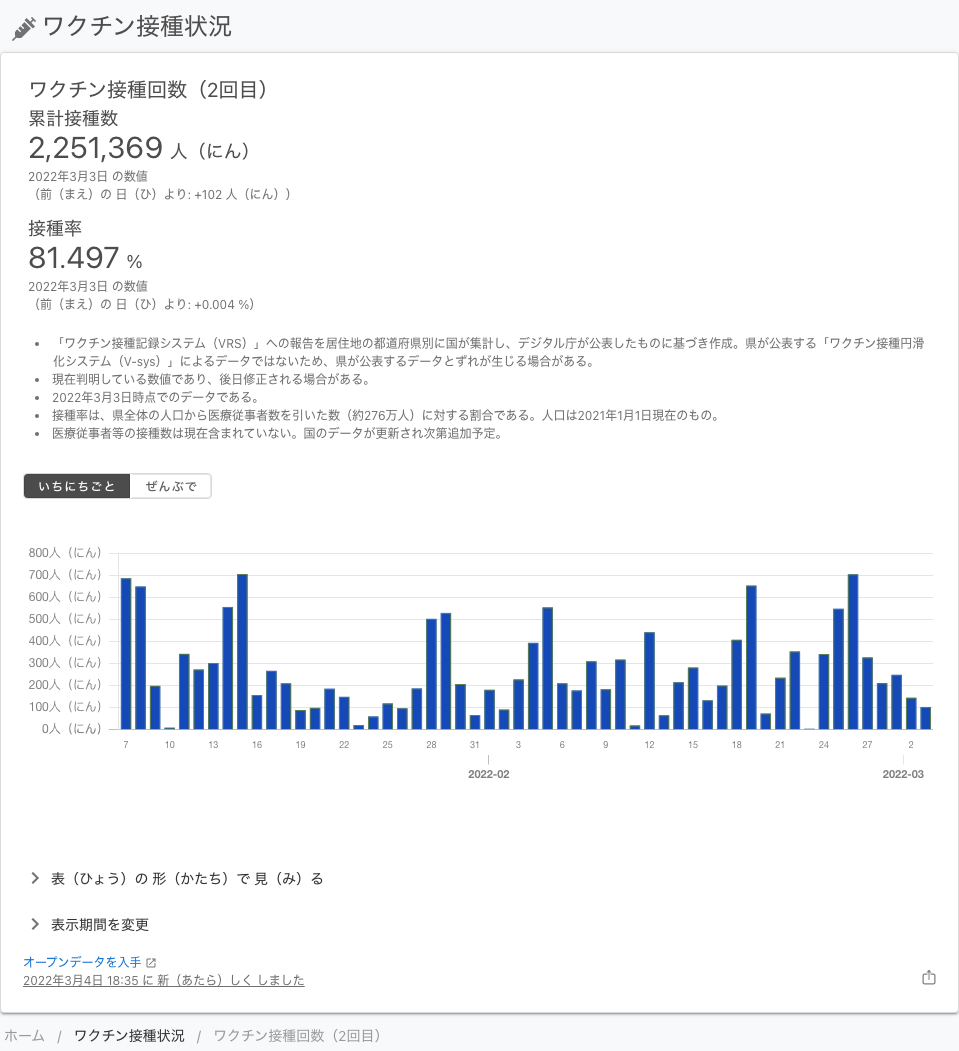 ワクチン接種状況
ワクチン接種回数（2回目）
累計接種数
2,251,369 人（にん）
2022年3月3日 の数値
（前（まえ）の 日（ひ）より: +102 人（にん））
接種率
81.497 %
2022年3月3日 の数値
（前（まえ）の 日（ひ）より: +0.004 %）
• 「ワクチン接種記録システム（VRS）」への報告を居住地の都道府県別に国が集計し、デジタル庁が公表したものに基づき作成。県が公表する「ワクチン接種円滑
化システム（V-sys）」によるデータではないため、県が公表するデータとずれが生じる場合がある。
• 現在判明している数値であり、後日修正される場合がある。
• 2022年3月3日時点でのデータである。
• 接種率は、県全体の人口から医療従事者数を引いた数（約276万人）に対する割合である。人口は2021年1月1日現在のもの。
• 医療従事者等の接種数は現在含まれていない。国のデータが更新され次第追加予定。
いちにちごと ぜんぶで
800人（にん）
700人（にん）
600人（にん）
500人（にん）
400人（にん）
300人（にん）
200人（にん）
100人（にん）
0人（にん）
7 10 13 16 19 22 25 28 31 3 6 9 12 15 18 21 24 27 2
2022-02 2022-03
表（ひょう）の 形（かたち）で 見（み）る
表示期間を変更
オープンデータを入手
2022年3月4日 18:35 に 新（あたら）しく しました
ホーム / ワクチン接種状況 / ワクチン接種回数（2回目）